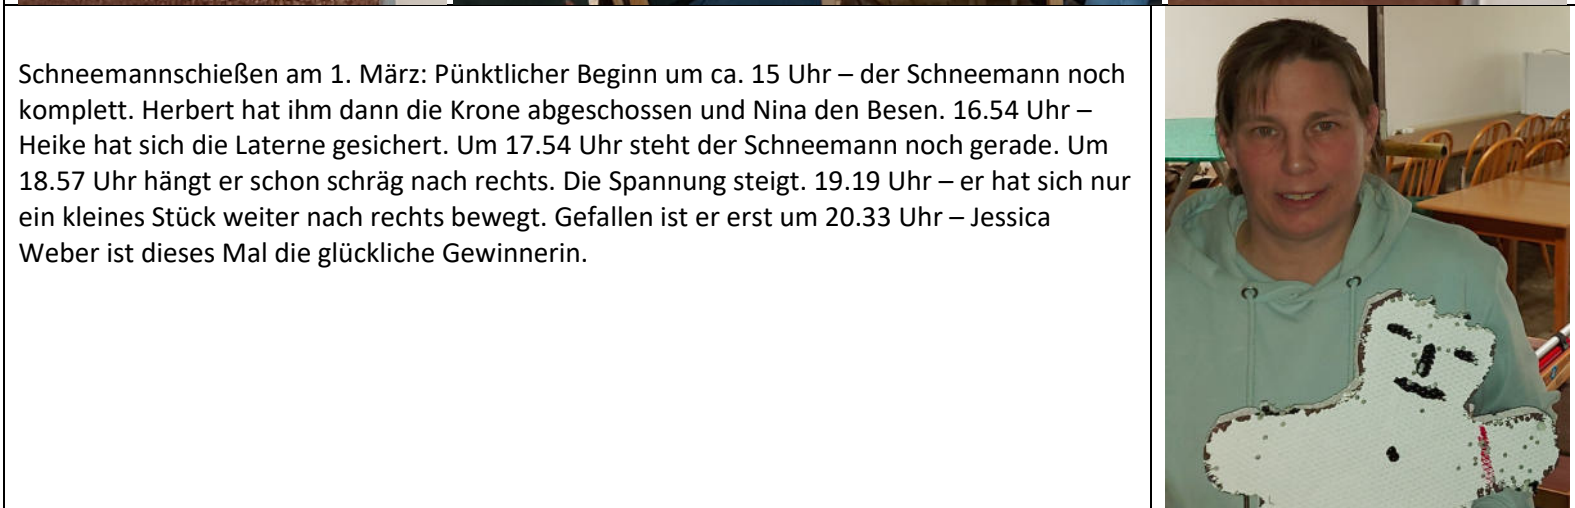 Schneemannschießen am 1. März: Pünktlicher Beginn um ca. 15 Uhr – der Schneemann noch
komplett. Herbert hat ihm dann die Krone abgeschossen und Nina den Besen. 16.54 Uhr –
Heike hat sich die Laterne gesichert. Um 17.54 Uhr steht der Schneemann noch gerade. Um
18.57 Uhr hängt er schon schräg nach rechts. Die Spannung steigt. 19.19 Uhr – er hat sich nur
ein kleines Stück weiter nach rechts bewegt. Gefallen ist er erst um 20.33 Uhr – Jessica
Weber ist dieses Mal die glückliche Gewinnerin.